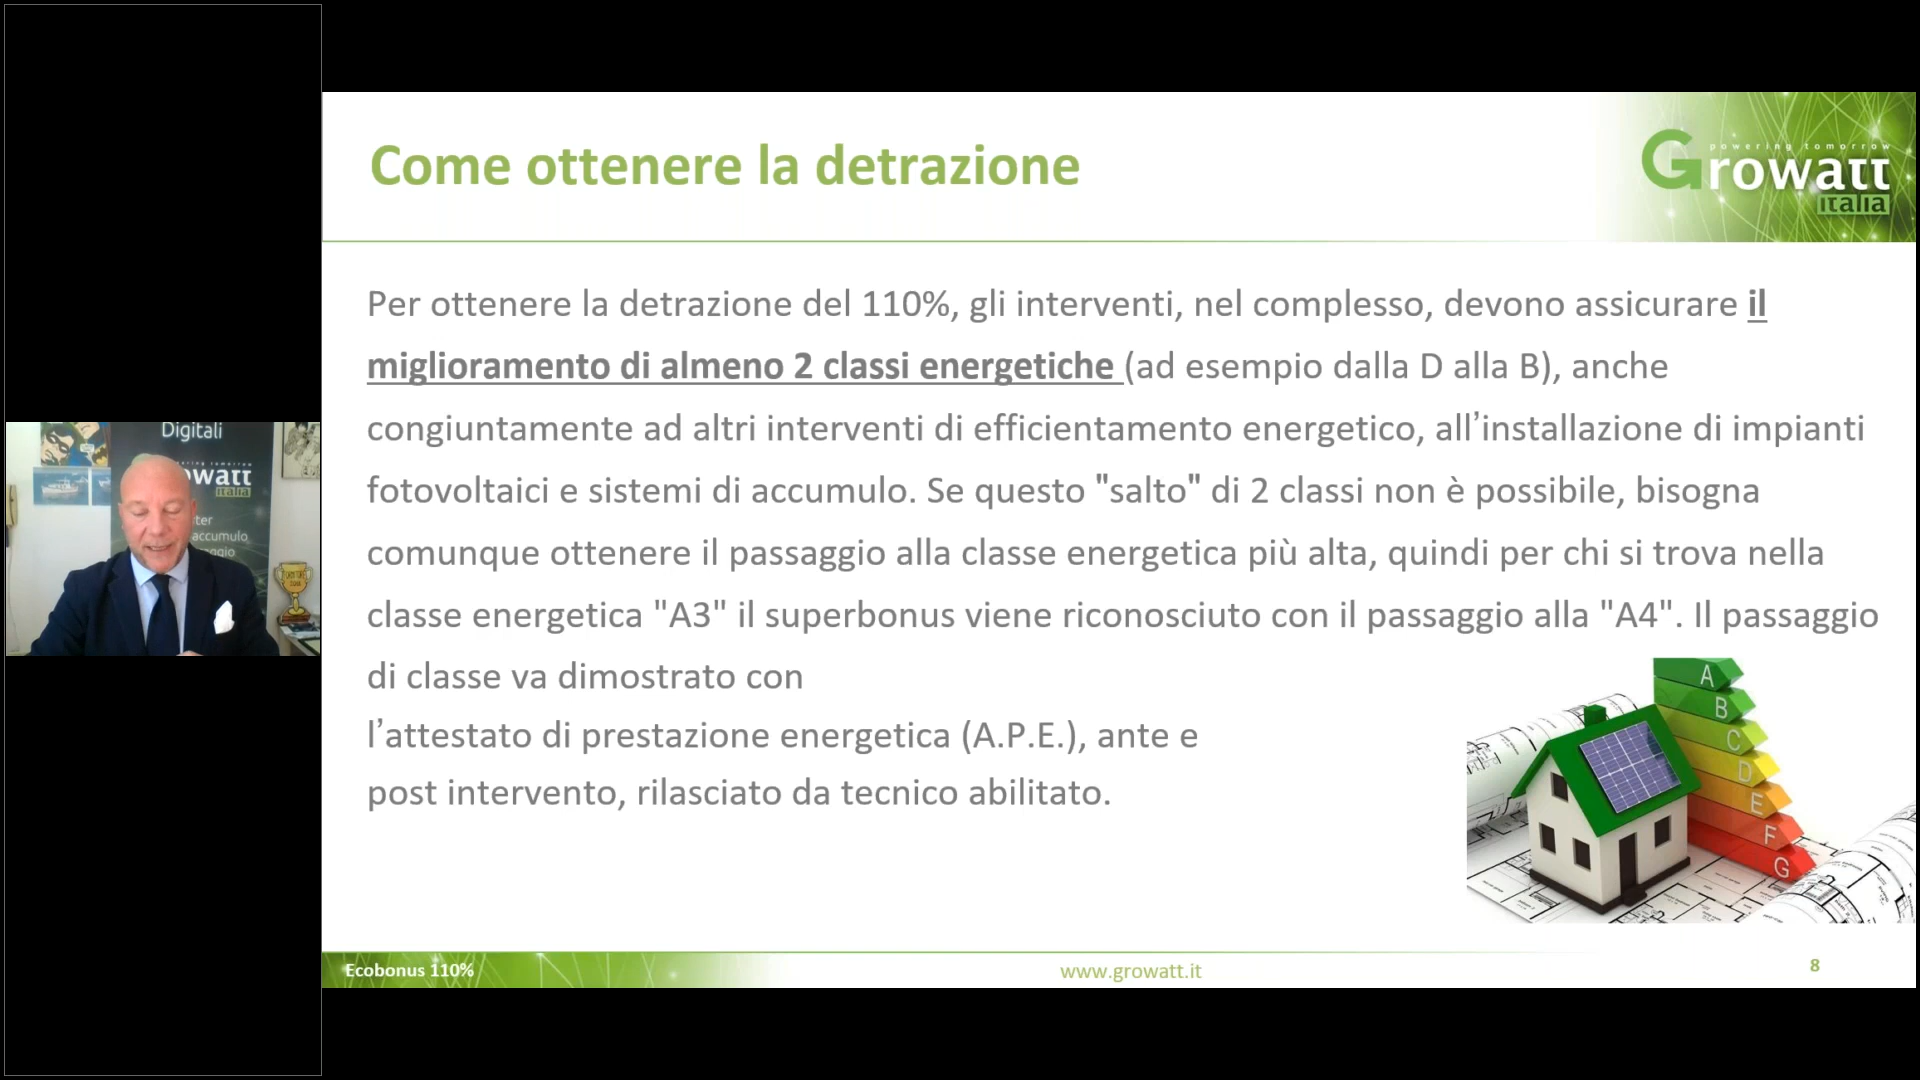 Come ottenere la detrazione
powering tomorrow
Growatt
italia
Per ottenere la detrazione del 110%, gli interventi, nel complesso, devono assicurare il
miglioramento di almeno 2 classi energetiche (ad esempio dalla D alla B), anche
congiuntamente ad altri interventi di efficientamento energetico, all’installazione di impianti
fotovoltaici e sistemi di accumulo. Se questo "salto" di 2 classi non è possibile, bisogna
comunque ottenere il passaggio alla classe energetica più alta, quindi per chi si trova nella
classe energetica "A3" il superbonus viene riconosciuto con il passaggio alla "A4". Il passaggio
di classe va dimostrato con
l’attestato di prestazione energetica (A.P.E.), ante e
post intervento, rilasciato da tecnico abilitato.
A
B
C
D
E
F
G
Ecobonus 110%
www.growatt.it
8
Digitali
owatt
italia
accumulo